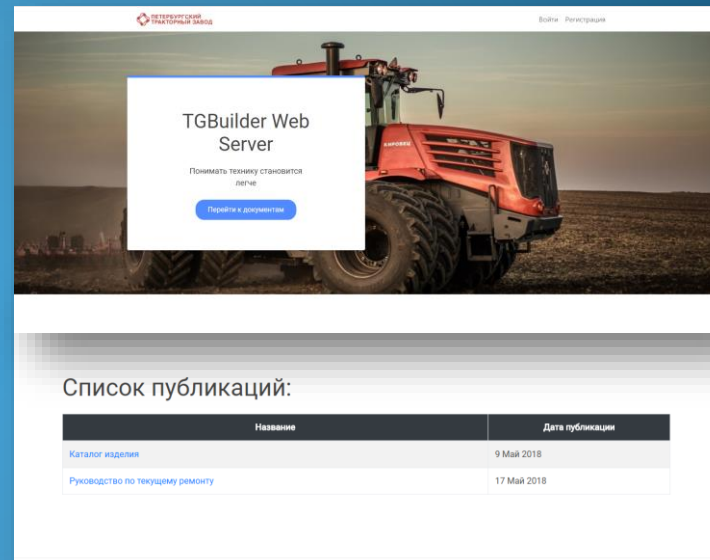 ПЕТЕРБУРГСКИЙ
ТРАКТОРНЫЙ ЗАВОД
Войти Регистрация
TGBuilder Web
Server
Понимать технику становится
легче
Перейти к документам
КИРОВЕЦ
Список публикаций:
Название Дата публикации
Каталог изделия 9 Май 2018
Руководство по текущему ремонту 17 Май 2018